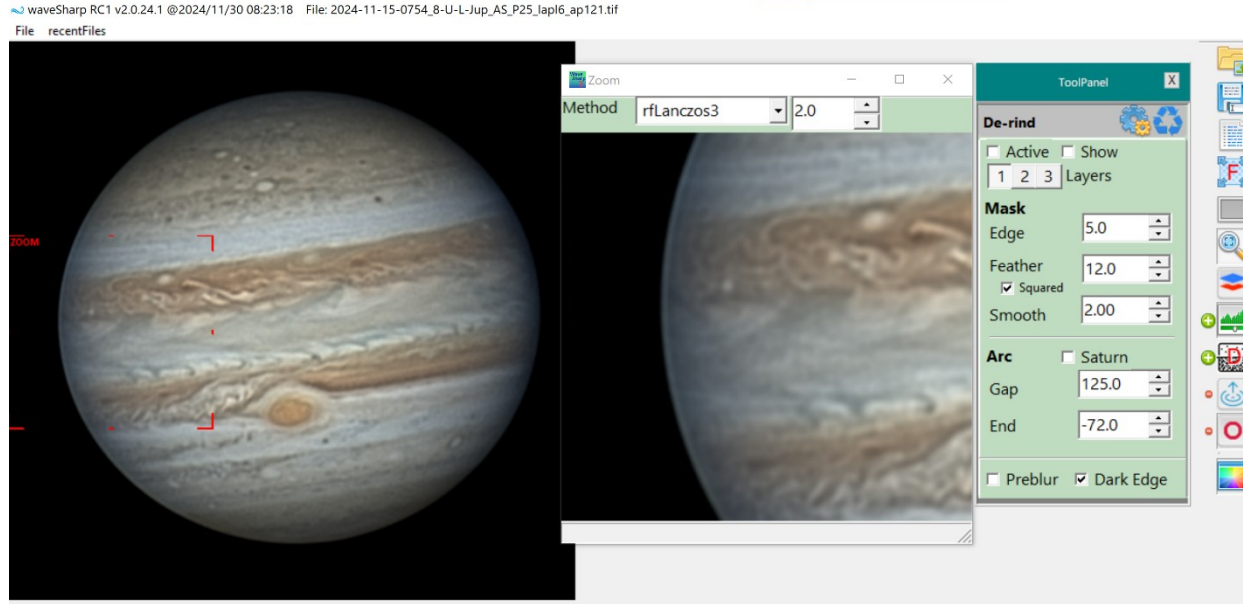 waveSharp RC1 v2.0.24.1 @2024/11/30 08:23:18 File: 2024-11-15-0754_8-U-L-Jup_AS_P25_lapl6_ap121.tif
File recentFiles
ZOOM
Zoom
Method rfLanczos3 2.0
ToolPanel X
De-rind
Active Show
1 2 3 Layers
Mask
Edge 5.0
Feather 12.0
Squared
Smooth 2.00
Arc Saturn
Gap 125.0
End -72.0
Preblur Dark Edge
F
D